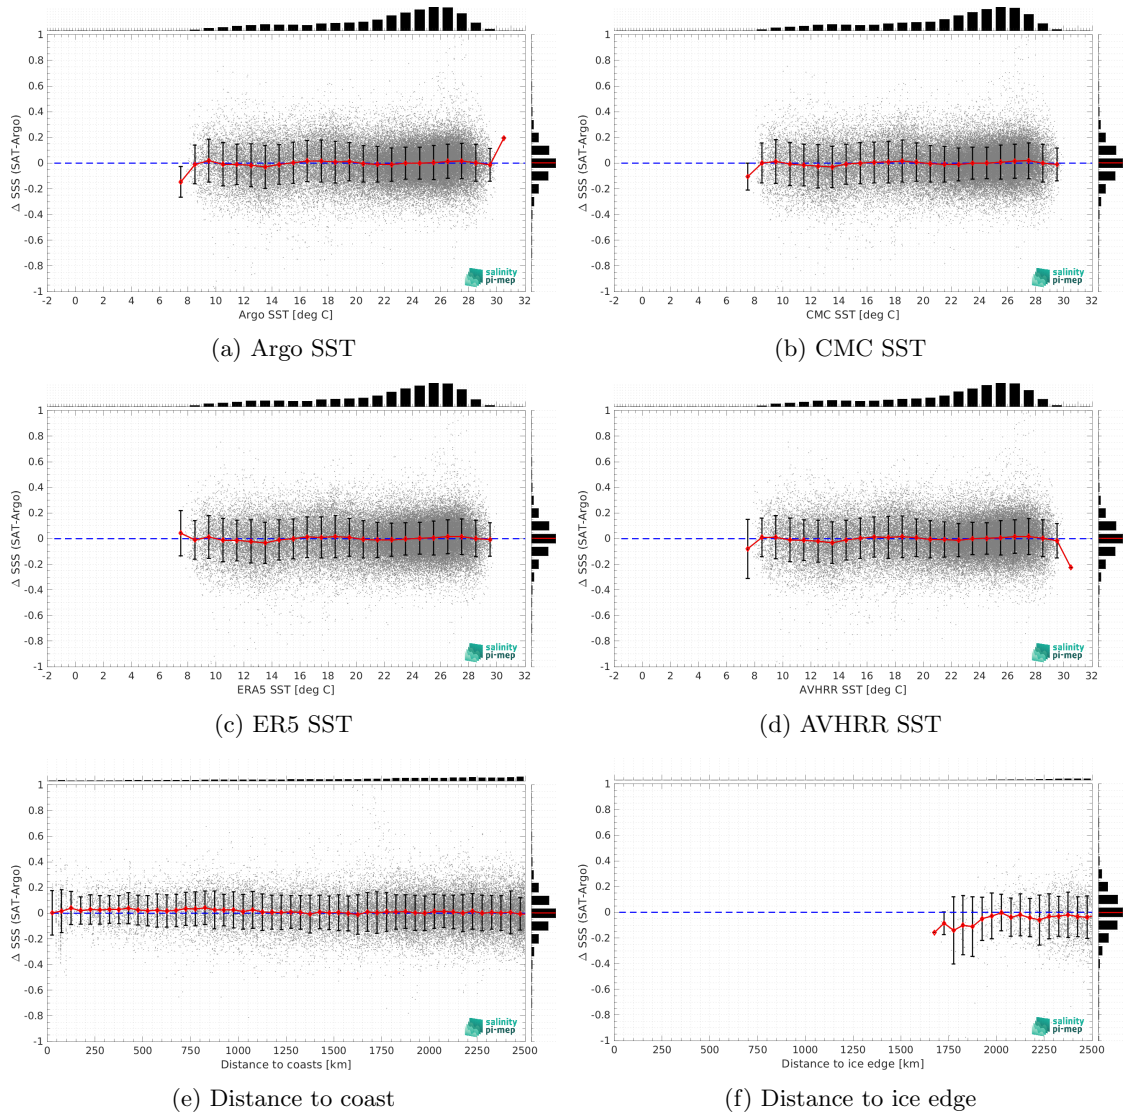 1
0.8
0.6
0.4
0.2
0
-0.2
-0.4
-0.6
-0.8
-1
Δ SSS (SAT-Argo)
-2 0 2 4 6 8 10 12 14 16 18 20 22 24 26 28 30 32
Argo SST [deg C]
salinity
pi-mep
(a) Argo SST
1
0.8
0.6
0.4
0.2
0
-0.2
-0.4
-0.6
-0.8
-1
Δ SSS (SAT-Argo)
-2 0 2 4 6 8 10 12 14 16 18 20 22 24 26 28 30 32
CMC SST [deg C]
salinity
pi-mep
(b) CMC SST
1
0.8
0.6
0.4
0.2
0
-0.2
-0.4
-0.6
-0.8
-1
Δ SSS (SAT-Argo)
-2 0 2 4 6 8 10 12 14 16 18 20 22 24 26 28 30 32
ERA5 SST [deg C]
salinity
pi-mep
(c) ER5 SST
1
0.8
0.6
0.4
0.2
0
-0.2
-0.4
-0.6
-0.8
-1
Δ SSS (SAT-Argo)
-2 0 2 4 6 8 10 12 14 16 18 20 22 24 26 28 30 32
AVHRR SST [deg C]
salinity
pi-mep
(d) AVHRR SST
1
0.8
0.6
0.4
0.2
0
-0.2
-0.4
-0.6
-0.8
-1
Δ SSS (SAT-Argo)
0 250 500 750 1000 1250 1500 1750 2000 2250 2500
Distance to coasts [km]
salinity
pi-mep
(e) Distance to coast
1
0.8
0.6
0.4
0.2
0
-0.2
-0.4
-0.6
-0.8
-1
Δ SSS (SAT-Argo)
0 250 500 750 1000 1250 1500 1750 2000 2250 2500
Distance to ice edge [km]
salinity
pi-mep
(f) Distance to ice edge